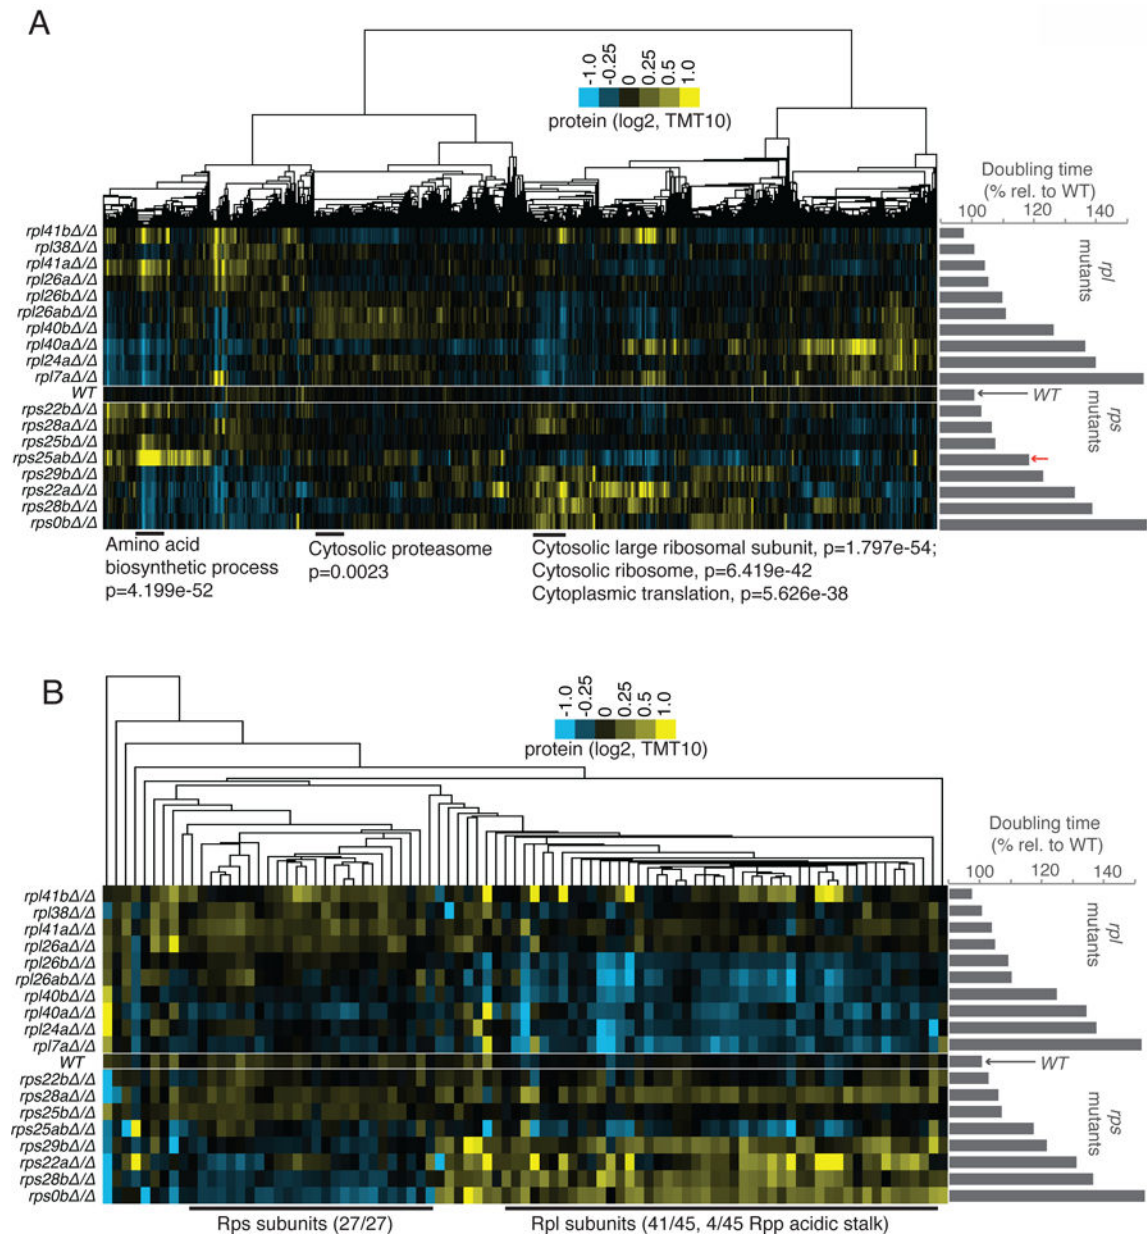 A
-1.0
-0.25
0
0.25
0.5
1.0
protein (log2, TMT10)
Doubling time
(% rel. to WT)
100 120 140
rpl41bΔ/Δ
rpl38Δ/Δ
rpl41aΔ/Δ
rpl26aΔ/Δ
rpl26bΔ/Δ
rpl26abΔ/Δ
rpl40bΔ/Δ
rpl40aΔ/Δ
rpl24aΔ/Δ
rpl7aΔ/Δ
WT
rps22bΔ/Δ
rps28aΔ/Δ
rps25bΔ/Δ
rps25abΔ/Δ
rps29bΔ/Δ
rps22aΔ/Δ
rps28bΔ/Δ
rps0bΔ/Δ
rpl
mutants
WT
rps
mutants
Amino acid
biosynthetic process
p=4.199e-52
Cytosolic proteasome
p=0.0023
Cytosolic large ribosomal subunit, p=1.797e-54;
Cytosolic ribosome, p=6.419e-42
Cytoplasmic translation, p=5.626e-38
B
-1.0
-0.25
0
0.25
0.5
1.0
protein (log2, TMT10)
Doubling time
(% rel. to WT)
100 120 140
rpl41bΔ/Δ
rpl38Δ/Δ
rpl41aΔ/Δ
rpl26aΔ/Δ
rpl26bΔ/Δ
rpl26abΔ/Δ
rpl40bΔ/Δ
rpl40aΔ/Δ
rpl24aΔ/Δ
rpl7aΔ/Δ
WT
rps22bΔ/Δ
rps28aΔ/Δ
rps25bΔ/Δ
rps25abΔ/Δ
rps29bΔ/Δ
rps22aΔ/Δ
rps28bΔ/Δ
rps0bΔ/Δ
rpl
mutants
WT
rps
mutants
Rps subunits (27/27)
Rpl subunits (41/45, 4/45 Rpp acidic stalk)